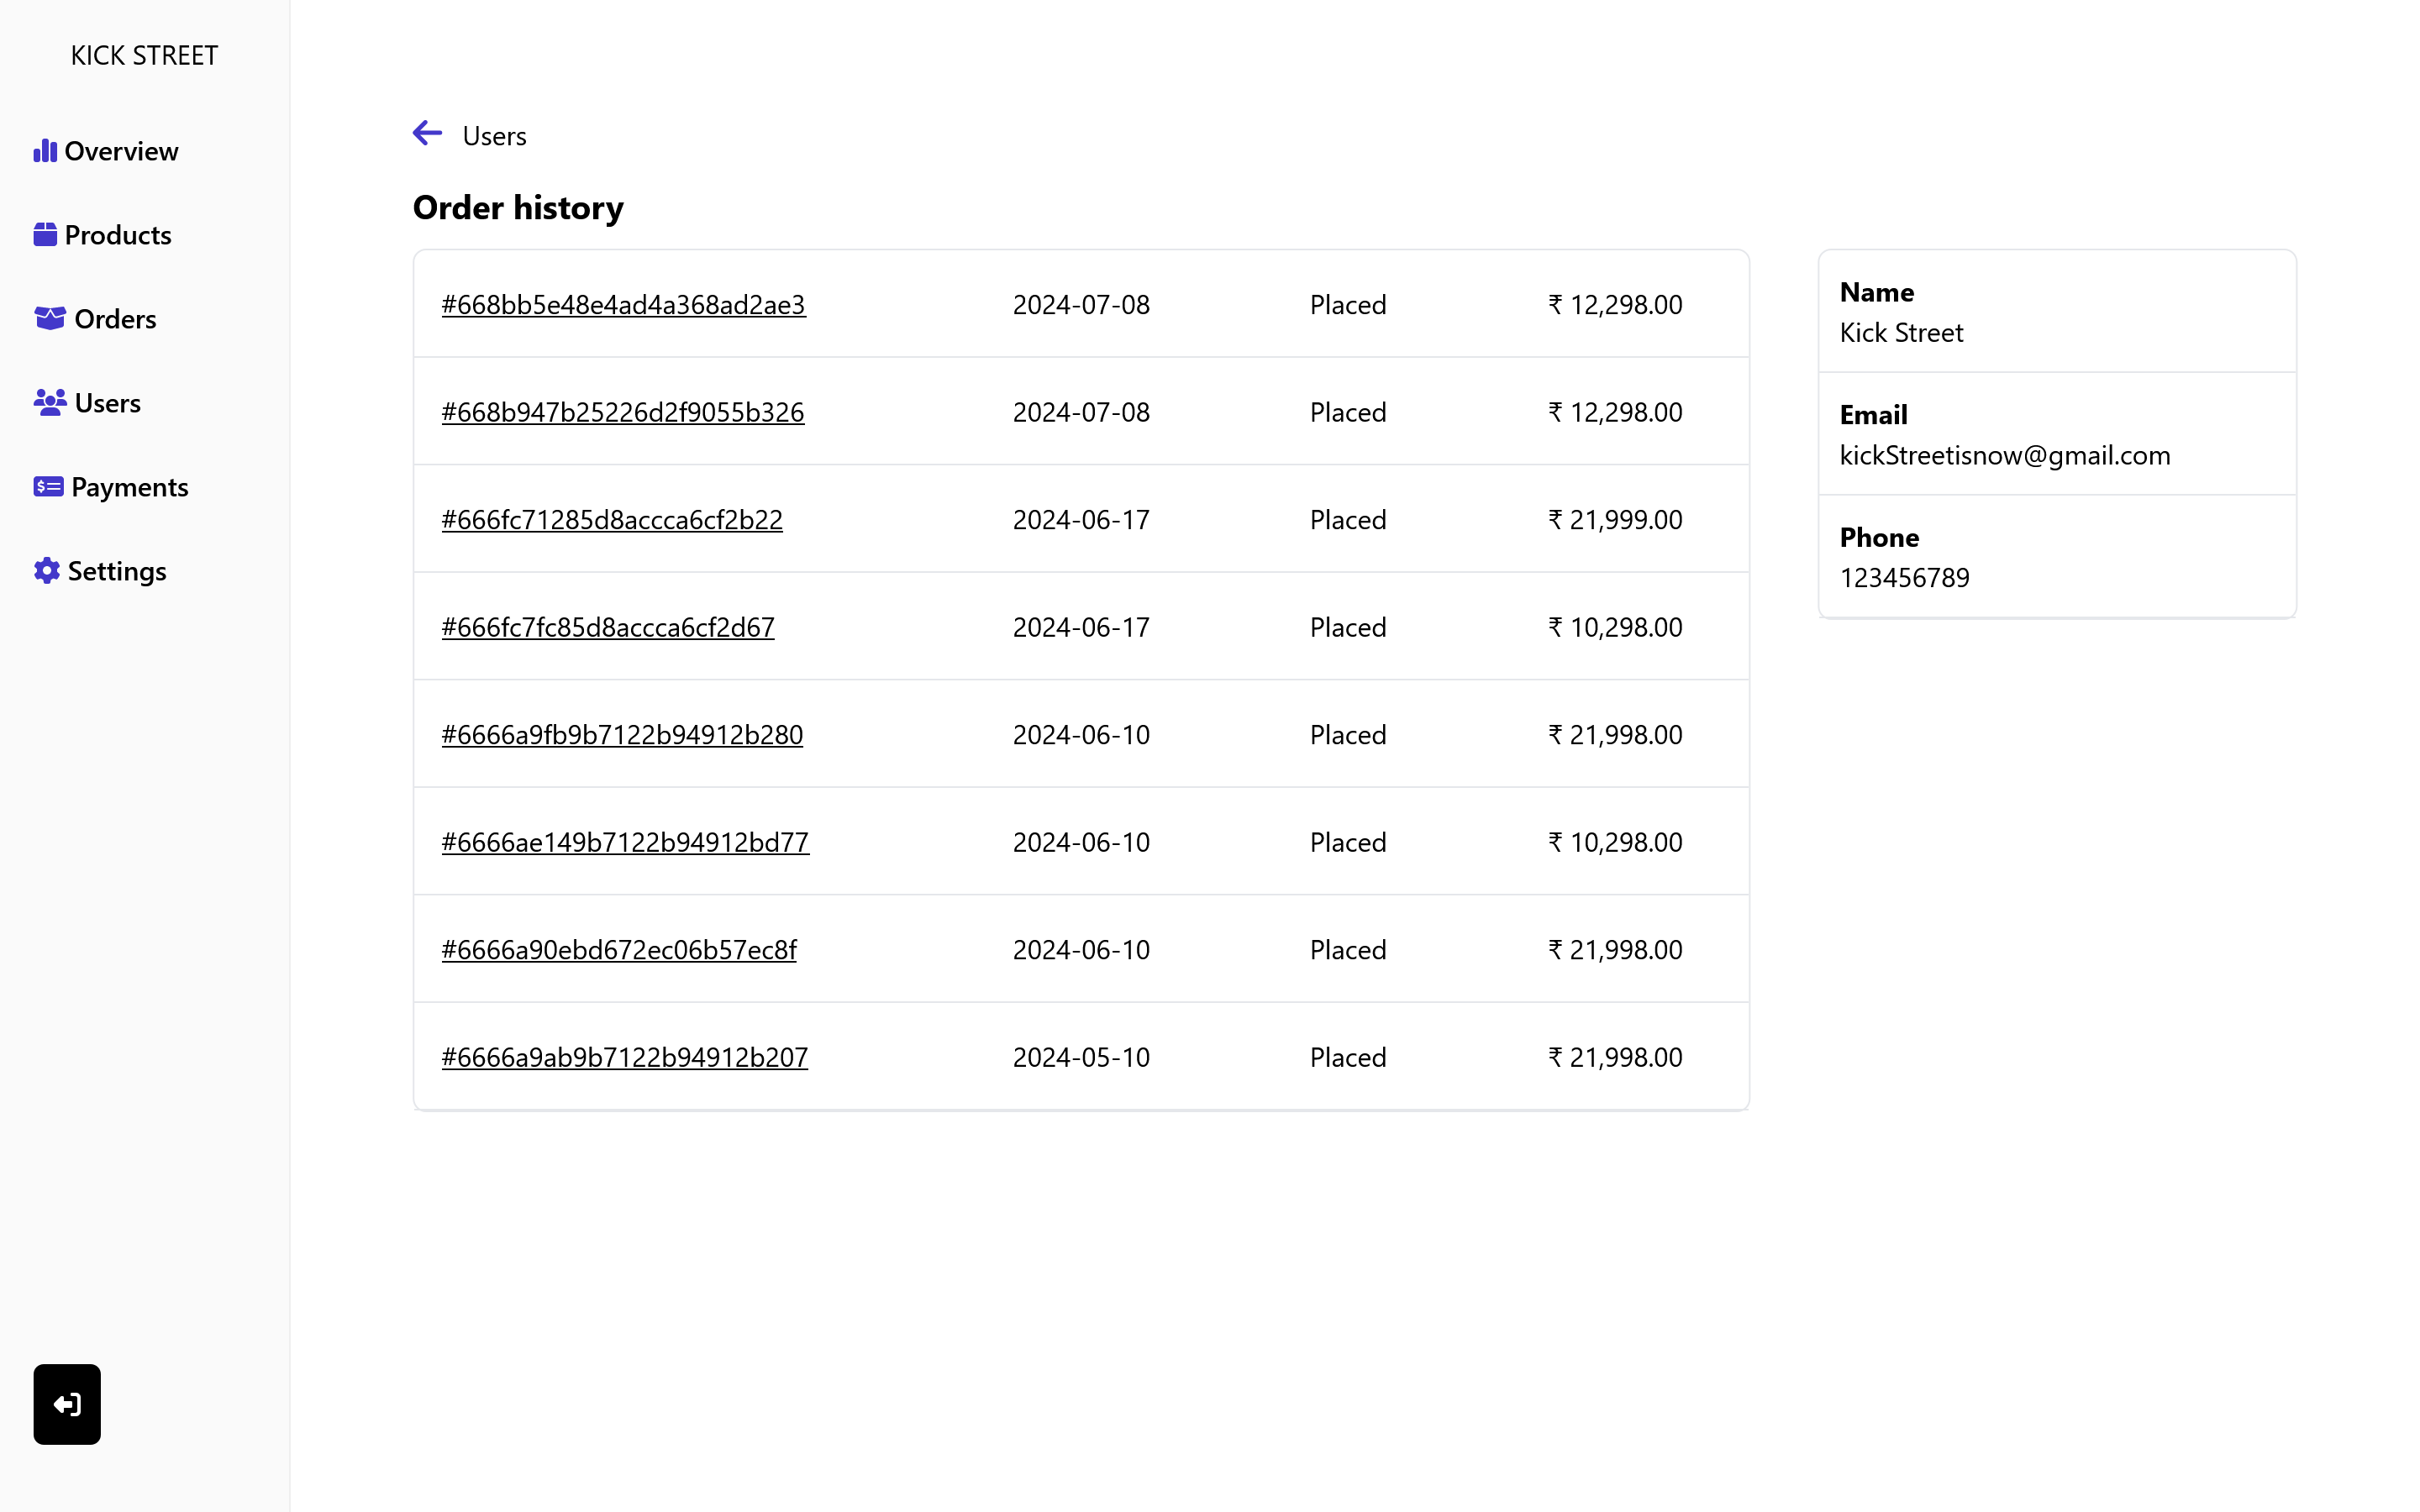 KICK STREET
Overview
Products
Orders
Users
Payments
Settings
Users
Order history
#668bb5e48e4ad4a368ad2ae3 2024-07-08 Placed ₹ 12,298.00
#668b947b25226d2f9055b326 2024-07-08 Placed ₹ 12,298.00
#666fc71285d8accca6cf2b22 2024-06-17 Placed ₹ 21,999.00
#666fc7fc85d8accca6cf2d67 2024-06-17 Placed ₹ 10,298.00
#6666a9fb9b7122b94912b280 2024-06-10 Placed ₹ 21,998.00
#6666ae149b7122b94912bd77 2024-06-10 Placed ₹ 10,298.00
#6666a90ebd672ec06b57ec8f 2024-06-10 Placed ₹ 21,998.00
#6666a9ab9b7122b94912b207 2024-05-10 Placed ₹ 21,998.00
Name
Kick Street
Email
kickStreetisnow@gmail.com
Phone
123456789